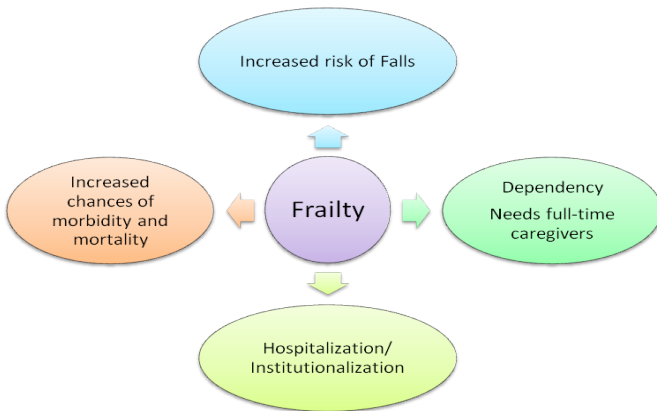 Increased risk of Falls
Increased
chances of
morbidity and
mortality
Frailty
Dependency
Needs full-time
caregivers
Hospitalization/
Institutionalization